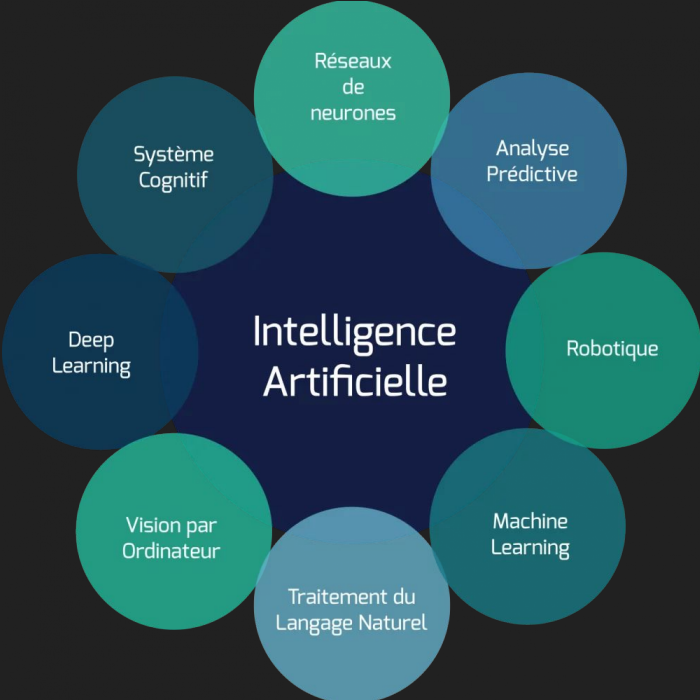 Réseaux
de
neurones
Système
Cognitif
Analyse
Prédictive
Deep
Learning
Intelligence
Artificielle
Robotique
Vision par
Ordinateur
Machine
Learning
Traitement du
Langage Naturel